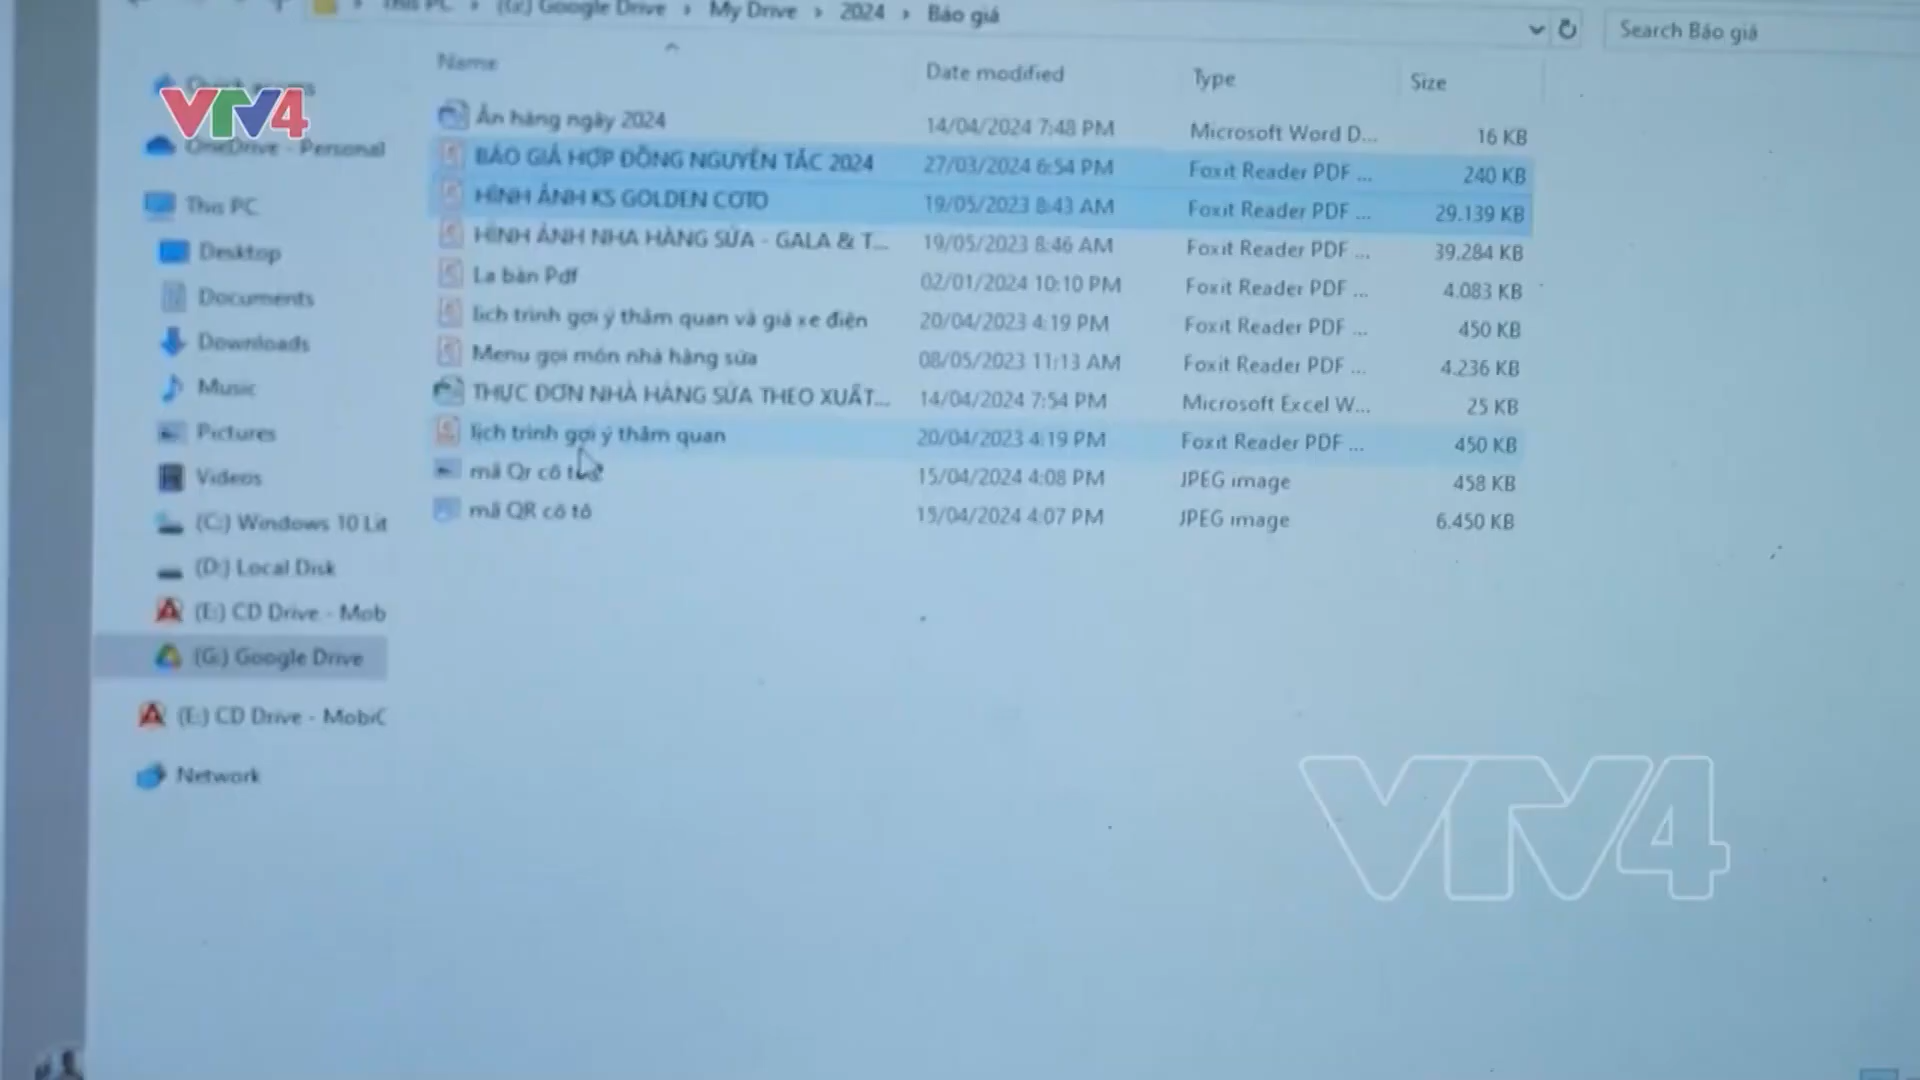 This PC › (G:) Google Drive › My Drive › 2024 › Báo giá
Search Báo giá
Name Date modified Type Size
Ăn hàng ngày 2024 14/04/2024 7:48 PM Microsoft Word D... 16 KB
BÁO GIÁ HỢP ĐỒNG NGUYÊN TẮC 2024 27/03/2024 6:54 PM Foxit Reader PDF ... 240 KB
HÌNH ẢNH KS GOLDEN COTO 19/05/2023 8:43 AM Foxit Reader PDF ... 29.139 KB
HÌNH ẢNH NHA HÀNG SỨA - GALA & T... 19/05/2023 8:46 AM Foxit Reader PDF ... 39.284 KB
La bàn Pdf 02/01/2024 10:10 PM Foxit Reader PDF ... 4.083 KB
lich trình gợi ý thăm quan và giá xe điện 20/04/2023 4:19 PM Foxit Reader PDF ... 450 KB
Menu gọi món nhà hàng sứa 08/05/2023 11:13 AM Foxit Reader PDF ... 4.236 KB
THỰC ĐƠN NHÀ HÀNG SỨA THEO XUẤT... 14/04/2024 7:54 PM Microsoft Excel W... 25 KB
lịch trình gợi ý thăm quan 20/04/2023 4:19 PM Foxit Reader PDF ... 450 KB
mã Qr cô 15/04/2024 4:08 PM JPEG image 458 KB
mã QR cô tô 15/04/2024 4:07 PM JPEG image 6.450 KB
Quick access
VTV4
OneDrive - Personal
This PC
Desktop
Documents
Downloads
Music
Pictures
Videos
(C:) Windows 10 Lit
(D:) Local Disk
(E:) CD Drive - Mob
(G:) Google Drive
(E:) CD Drive - MobiC
Network
VTV4